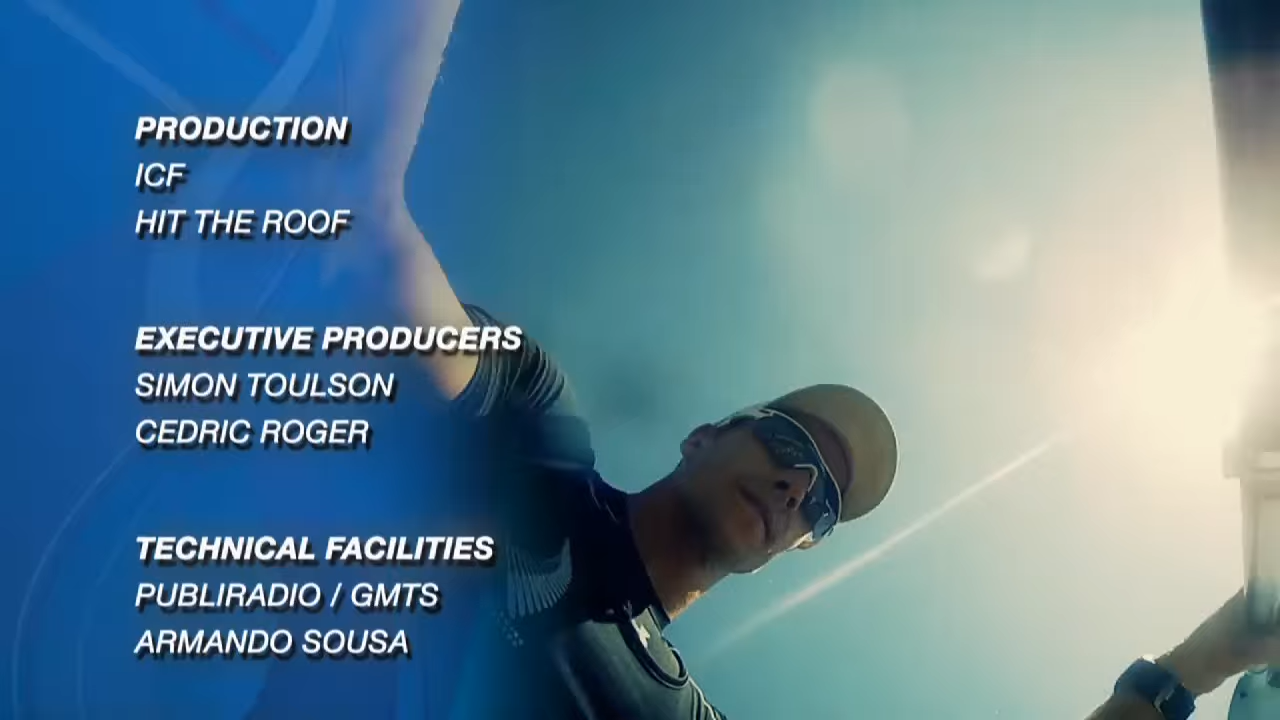 PRODUCTION
ICF
HIT THE ROOF
EXECUTIVE PRODUCERS
SIMON TOULSON
CEDRIC ROGER
TECHNICAL FACILITIES
PUBLIRADIO / GMTS
ARMANDO SOUSA